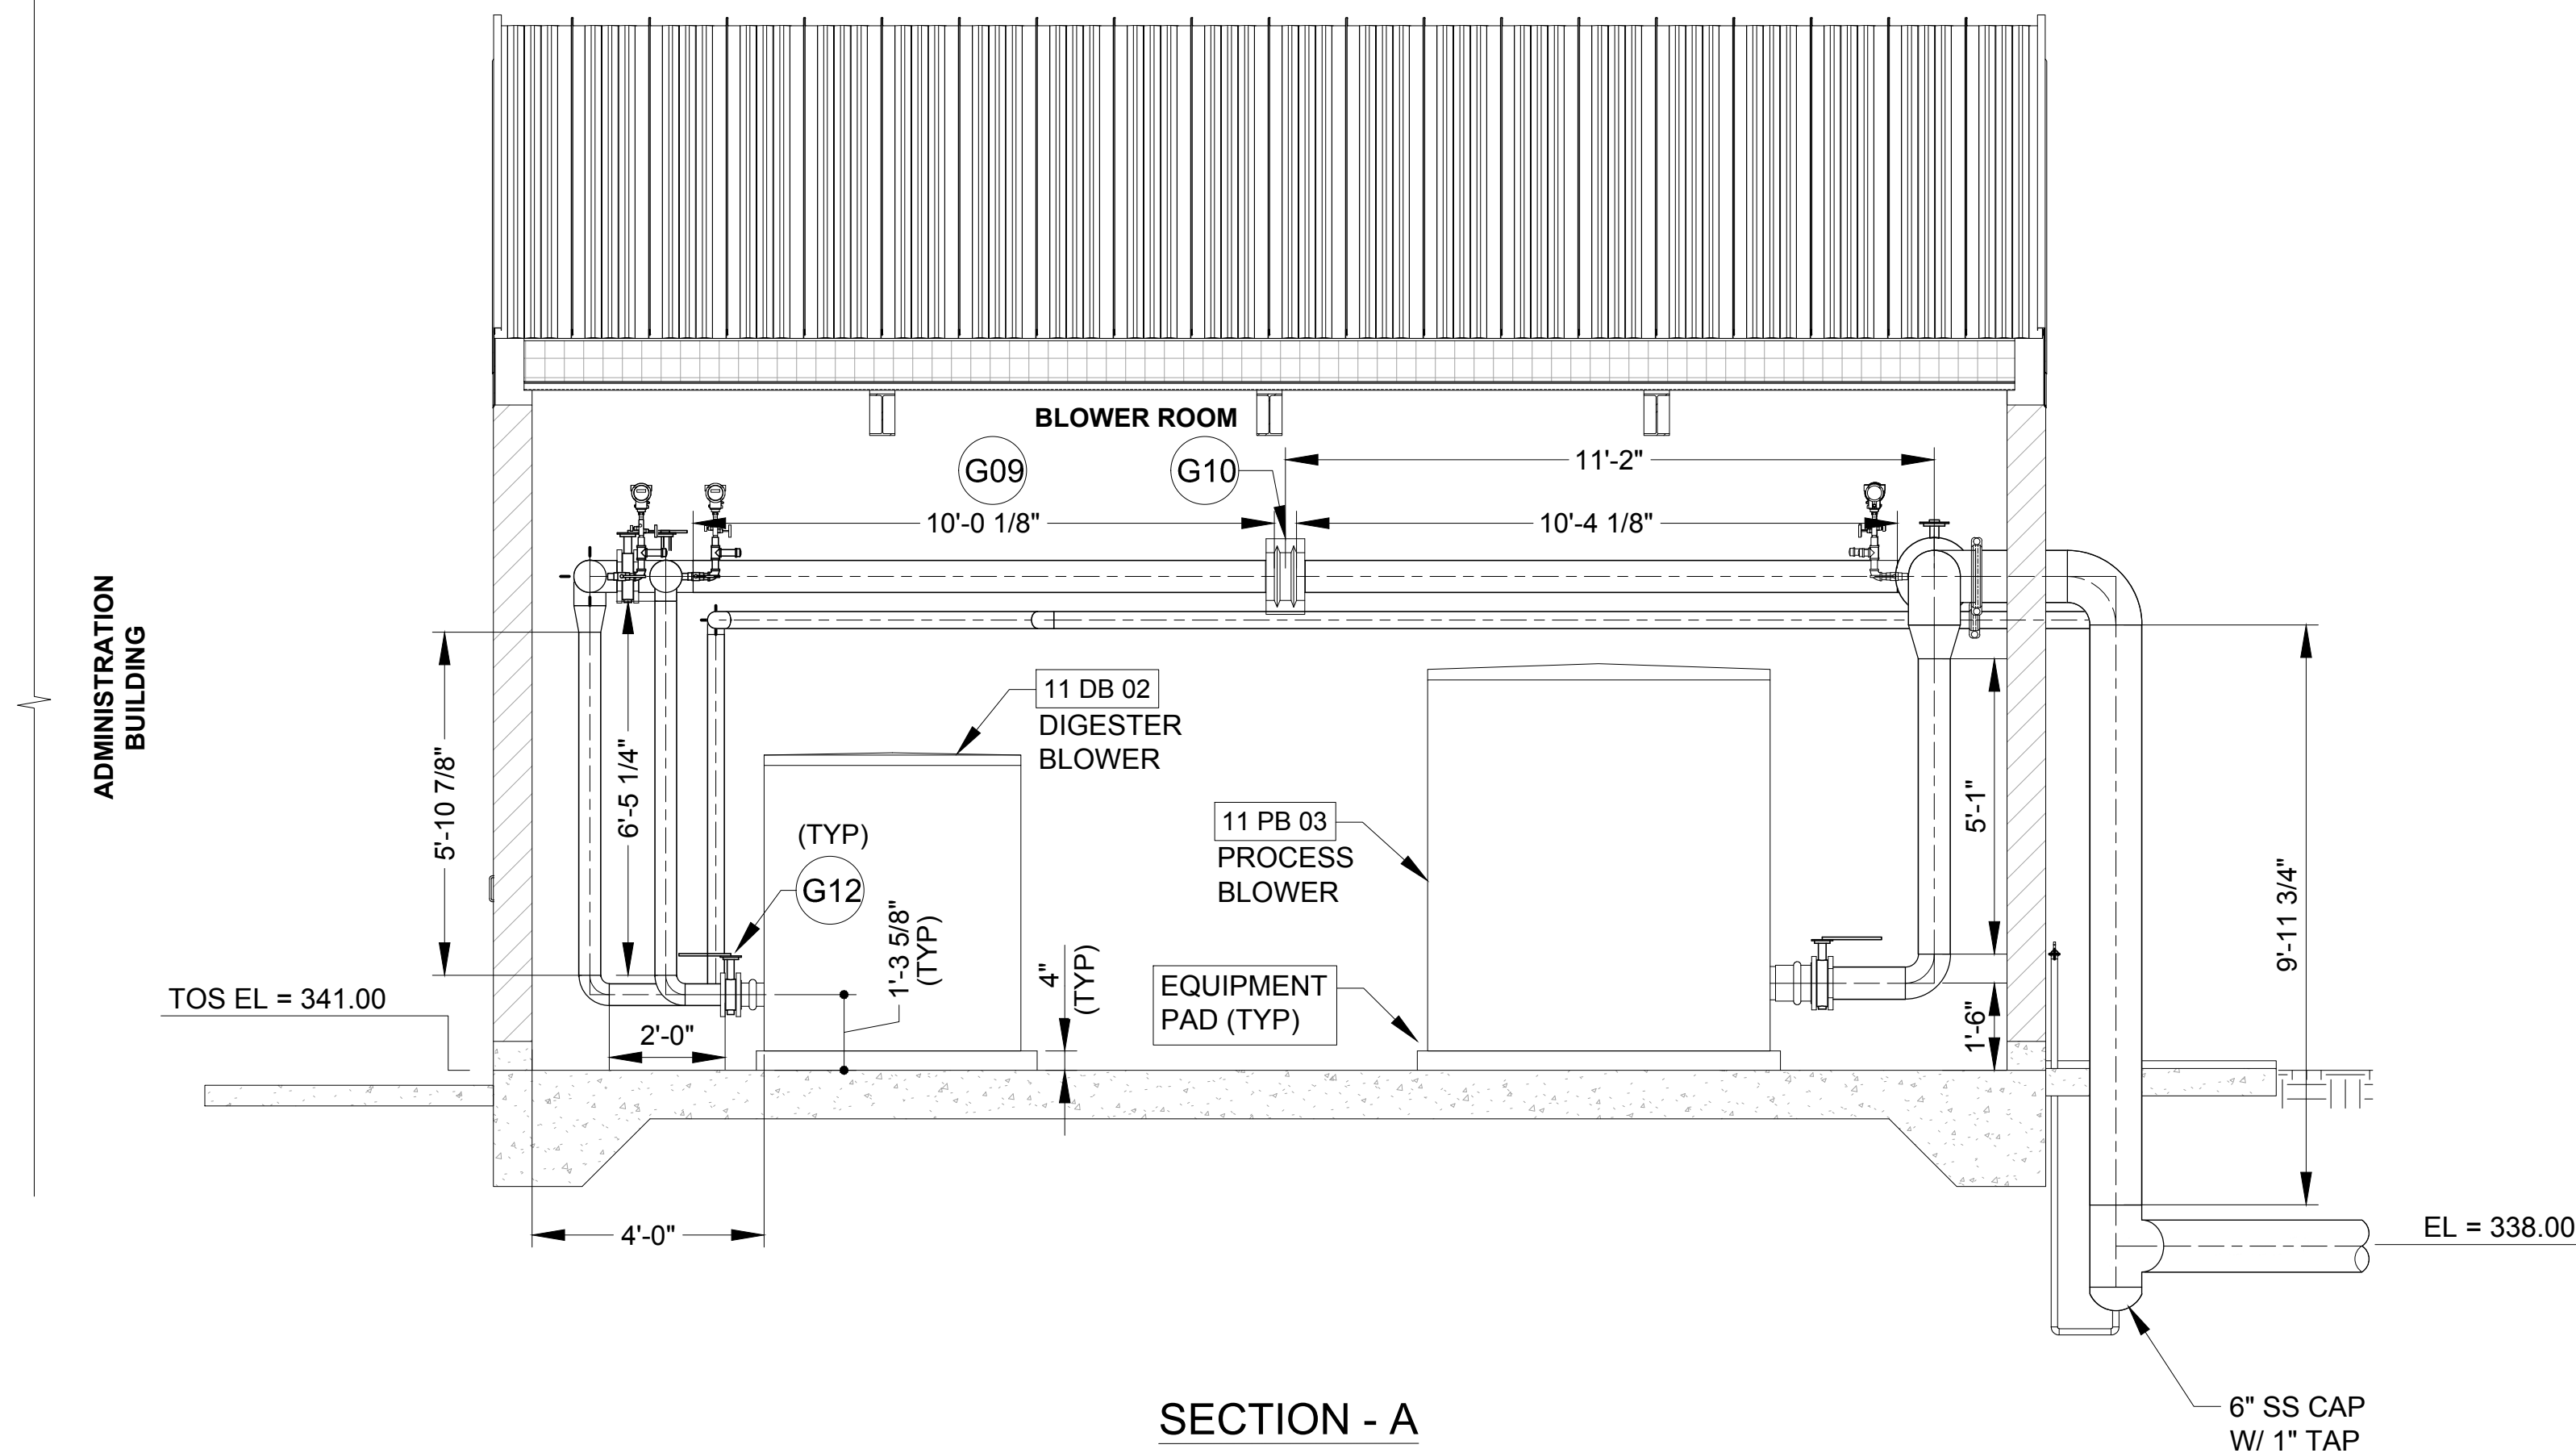 BLOWER ROOM
G09
G10
11'-2"
10'-0 1/8"
10'-4 1/8"
ADMINISTRATION
BUILDING
11 DB 02
DIGESTER
BLOWER
5'-10 7/8"
6'-5 1/4"
(TYP)
G12
1'-3 5/8"
(TYP)
11 PB 03
PROCESS
BLOWER
5'-1"
9'-11 3/4"
4"
(TYP)
EQUIPMENT
PAD (TYP)
1'-6"
TOS EL = 341.00
2'-0"
4'-0"
EL = 338.00
6" SS CAP
W/ 1" TAP
SECTION - A